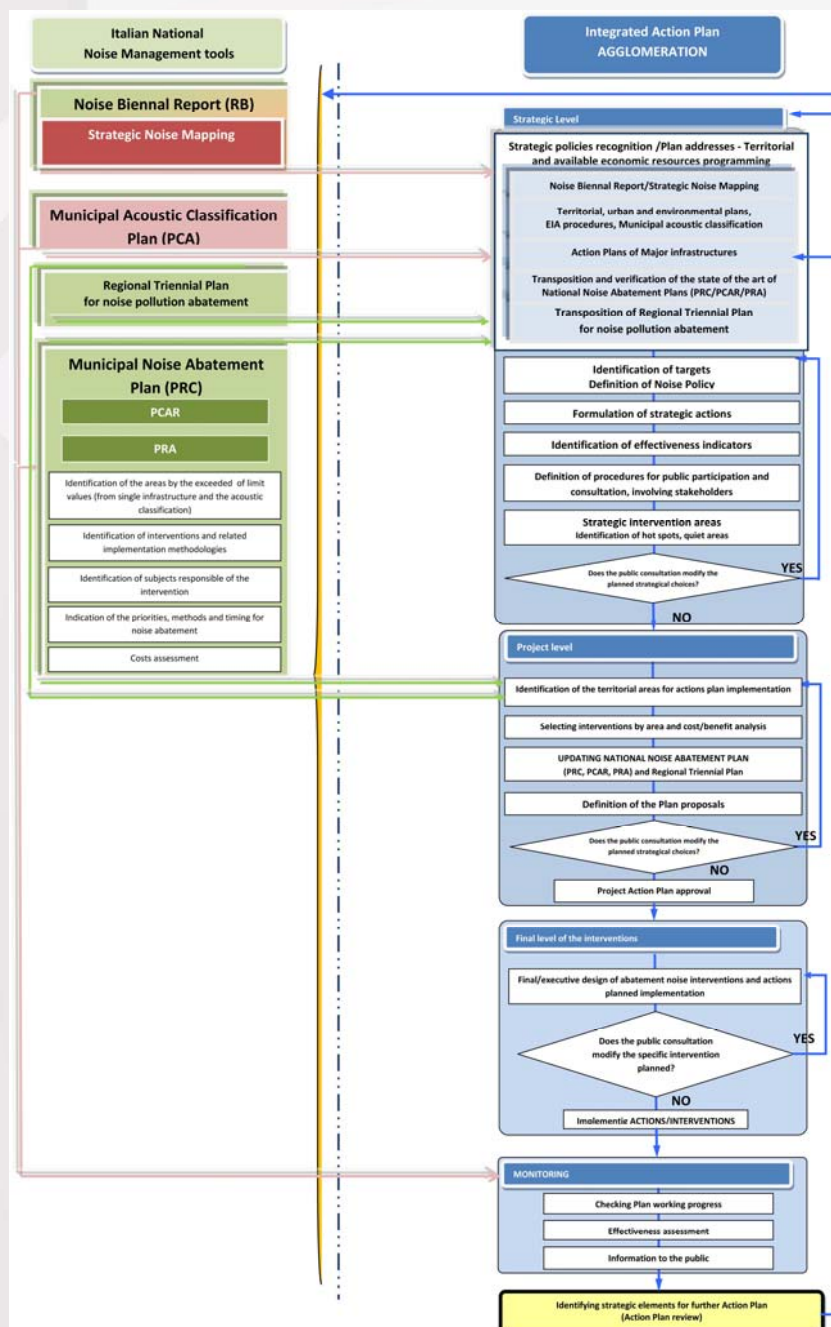 Italian National
Noise Management tools
Noise Biennal Report (RB)
Strategic Noise Mapping
Municipal Acoustic Classification
Plan (PCA)
Regional Triennial Plan
for noise pollution abatement
Municipal Noise Abatement
Plan (PRC)
PCAR
PRA
Identification of the areas by the exceeded of limit
values (from single infrastructure and the acoustic
classification)
Identification of interventions and related
implementation methodologies
Identification of subjects responsible of the
intervention
Indication of the priorities, methods and timing for
noise abatement
Costs assessment
Integrated Action Plan
AGGLOMERATION
Strategic Level
Strategic policies recognition /Plan addresses - Territorial
and available economic resources programming
Noise Biennal Report/Strategic Noise Mapping
Territorial, urban and environmental plans,
EIA procedures, Municipal acoustic classification
Action Plans of Major infrastructures
Transposition and verification of the state of the art of
National Noise Abatement Plans (PRC/PCAR/PRA)
Transposition of Regional Triennial Plan
for noise pollution abatement
Identification of targets
Definition of Noise Policy
Formulation of strategic actions
Identification of effectiveness indicators
Definition of procedures for public participation and
consultation, involving stakeholders
Strategic intervention areas
Identification of hot spots, quiet areas
Does the public consultation modify the
planned strategical choices?
YES
NO
Project level
Identification of the territorial areas for actions plan implementation
Selecting interventions by area and cost/benefit analysis
UPDATING NATIONAL NOISE ABATEMENT PLAN
(PRC, PCAR, PRA) and Regional Triennial Plan
Definition of the Plan proposals
Does the public consultation modify the
planned strategical choices?
YES
NO
Project Action Plan approval
Final level of the interventions
Final/executive design of abatement noise interventions and actions
planned implementation
Does the public consultation
modify the specific intervention
planned?
YES
NO
Imolementie ACTIONS/INTERVENTIONS
MONITORING
Checking Plan working progress
Effectiveness assessment
Information to the public
Identifying strategic elements for further Action Plan
(Action Plan review)